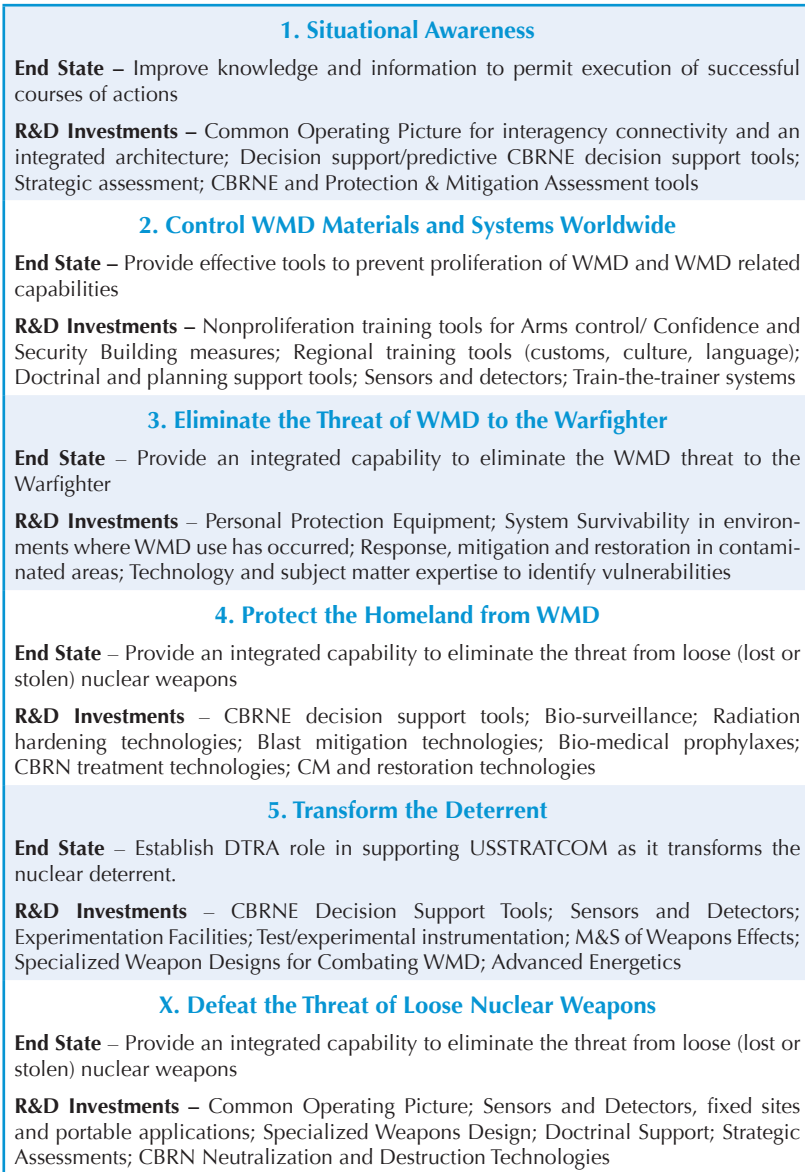 1. Situational Awareness
End State – Improve knowledge and information to permit execution of successful
courses of actions
R&D Investments – Common Operating Picture for interagency connectivity and an
integrated architecture; Decision support/predictive CBRNE decision support tools;
Strategic assessment; CBRNE and Protection & Mitigation Assessment tools
2. Control WMD Materials and Systems Worldwide
End State – Provide effective tools to prevent proliferation of WMD and WMD related
capabilities
R&D Investments – Nonproliferation training tools for Arms control/ Confidence and
Security Building measures; Regional training tools (customs, culture, language);
Doctrinal and planning support tools; Sensors and detectors; Train-the-trainer systems
3. Eliminate the Threat of WMD to the Warfighter
End State – Provide an integrated capability to eliminate the WMD threat to the
Warfighter
R&D Investments – Personal Protection Equipment; System Survivability in environ-
ments where WMD use has occurred; Response, mitigation and restoration in contami-
nated areas; Technology and subject matter expertise to identify vulnerabilities
4. Protect the Homeland from WMD
End State – Provide an integrated capability to eliminate the threat from loose (lost or
stolen) nuclear weapons
R&D Investments – CBRNE decision support tools; Bio-surveillance; Radiation
hardening technologies; Blast mitigation technologies; Bio-medical prophylaxes;
CBRN treatment technologies; CM and restoration technologies
5. Transform the Deterrent
End State – Establish DTRA role in supporting USSTRATCOM as it transforms the
nuclear deterrent.
R&D Investments – CBRNE Decision Support Tools; Sensors and Detectors;
Experimentation Facilities; Test/experimental instrumentation; M&S of Weapons Effects;
Specialized Weapon Designs for Combating WMD; Advanced Energetics
X. Defeat the Threat of Loose Nuclear Weapons
End State – Provide an integrated capability to eliminate the threat from loose (lost or
stolen) nuclear weapons
R&D Investments – Common Operating Picture; Sensors and Detectors, fixed sites
and portable applications; Specialized Weapons Design; Doctrinal Support; Strategic
Assessments; CBRN Neutralization and Destruction Technologies